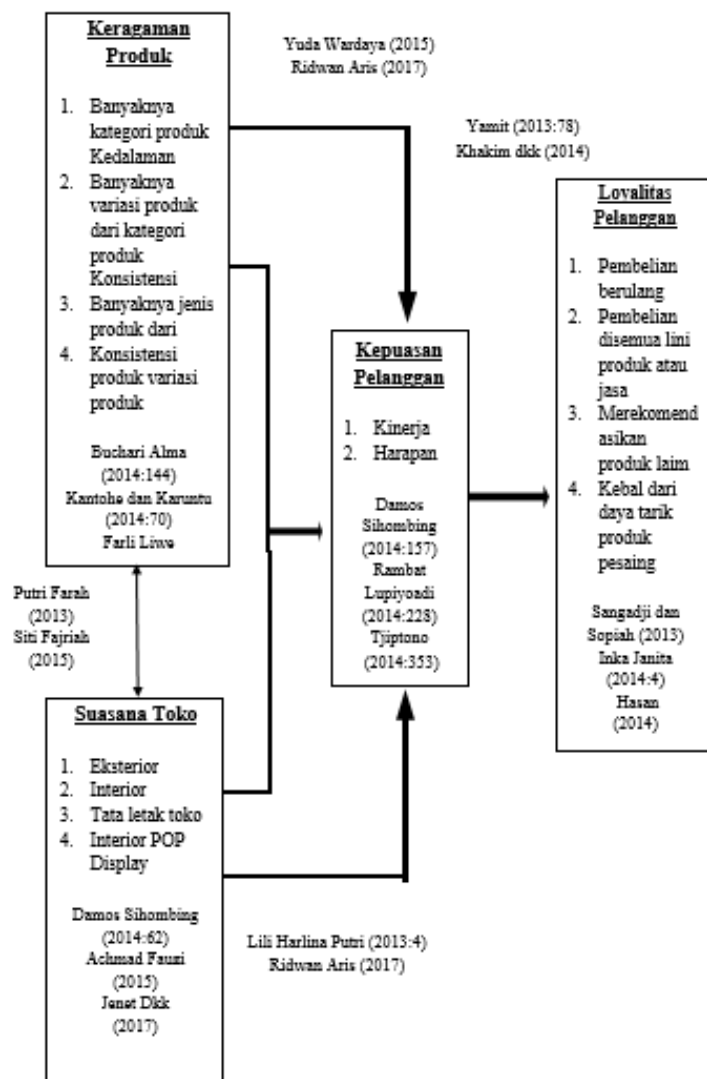 Keragaman
Produk
1. Banyaknya
kategori produk
Kedalaman
2. Banyaknya
variasi produk
dari kategori
produk
Konsistensi
3. Banyaknya jenis
produk dari
4. Konsistensi
produk variasi
produk
Buchari Alma
(2014:144)
Kantohe dan Karuntu
(2014:70)
Farli Liwe
Yuda Wardaya (2015)
Ridwan Aris (2017)
Yamit (2013:78)
Khakim dkk (2014)
Putri Farah
(2013)
Siti Fajriah
(2015)
Suasana Toko
1. Eksterior
2. Interior
3. Tata letak toko
4. Interior POP
Display
Damos Sihombing
(2014:62)
Achmad Fauzi
(2015)
Jenet Dkk
(2017)
Kepuasan
Pelanggan
1. Kinerja
2. Harapan
Damos
Sihombing
(2014:157)
Rambat
Lupiyoadi
(2014:228)
Tjiptono
(2014:353)
Lili Harlina Putri (2013:4)
Ridwan Aris (2017)
Loyalitas
Pelanggan
1. Pembelian
berulang
2. Pembelian
disemua lini
produk atau
jasa
3. Merekomend
asikan
produk laim
4. Kebal dari
daya tarik
produk
pesaing
Sangadji dan
Sopiah (2013)
Inka Janita
(2014:4)
Hasan
(2014)